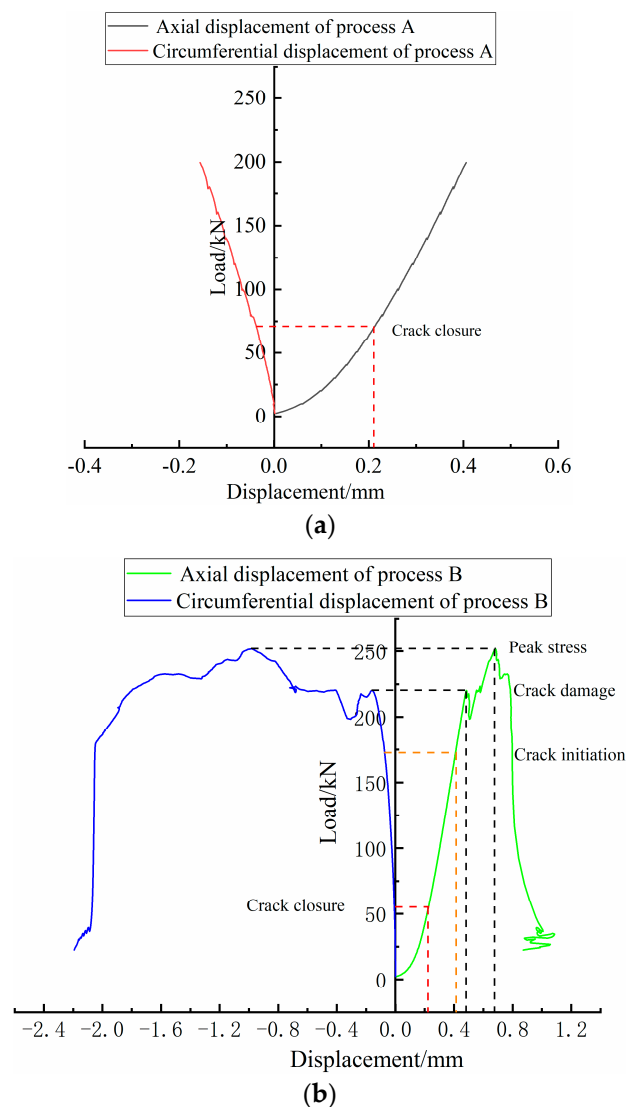 Axial displacement of process A
Circumferential displacement of process A
250
200
150
100
50
0
Load/kN
Crack closure
-0.4 -0.2 0.0 0.2 0.4 0.6
Displacement/mm
(a)
Axial displacement of process B
Circumferential displacement of process B
250
200
150
100
50
0
Load/kN
Peak stress
Crack damage
Crack initiation
Crack closure
-2.4 -2.0 -1.6 -1.2 -0.8 -0.4 0.0 0.4 0.8 1.2
Displacement/mm
(b)